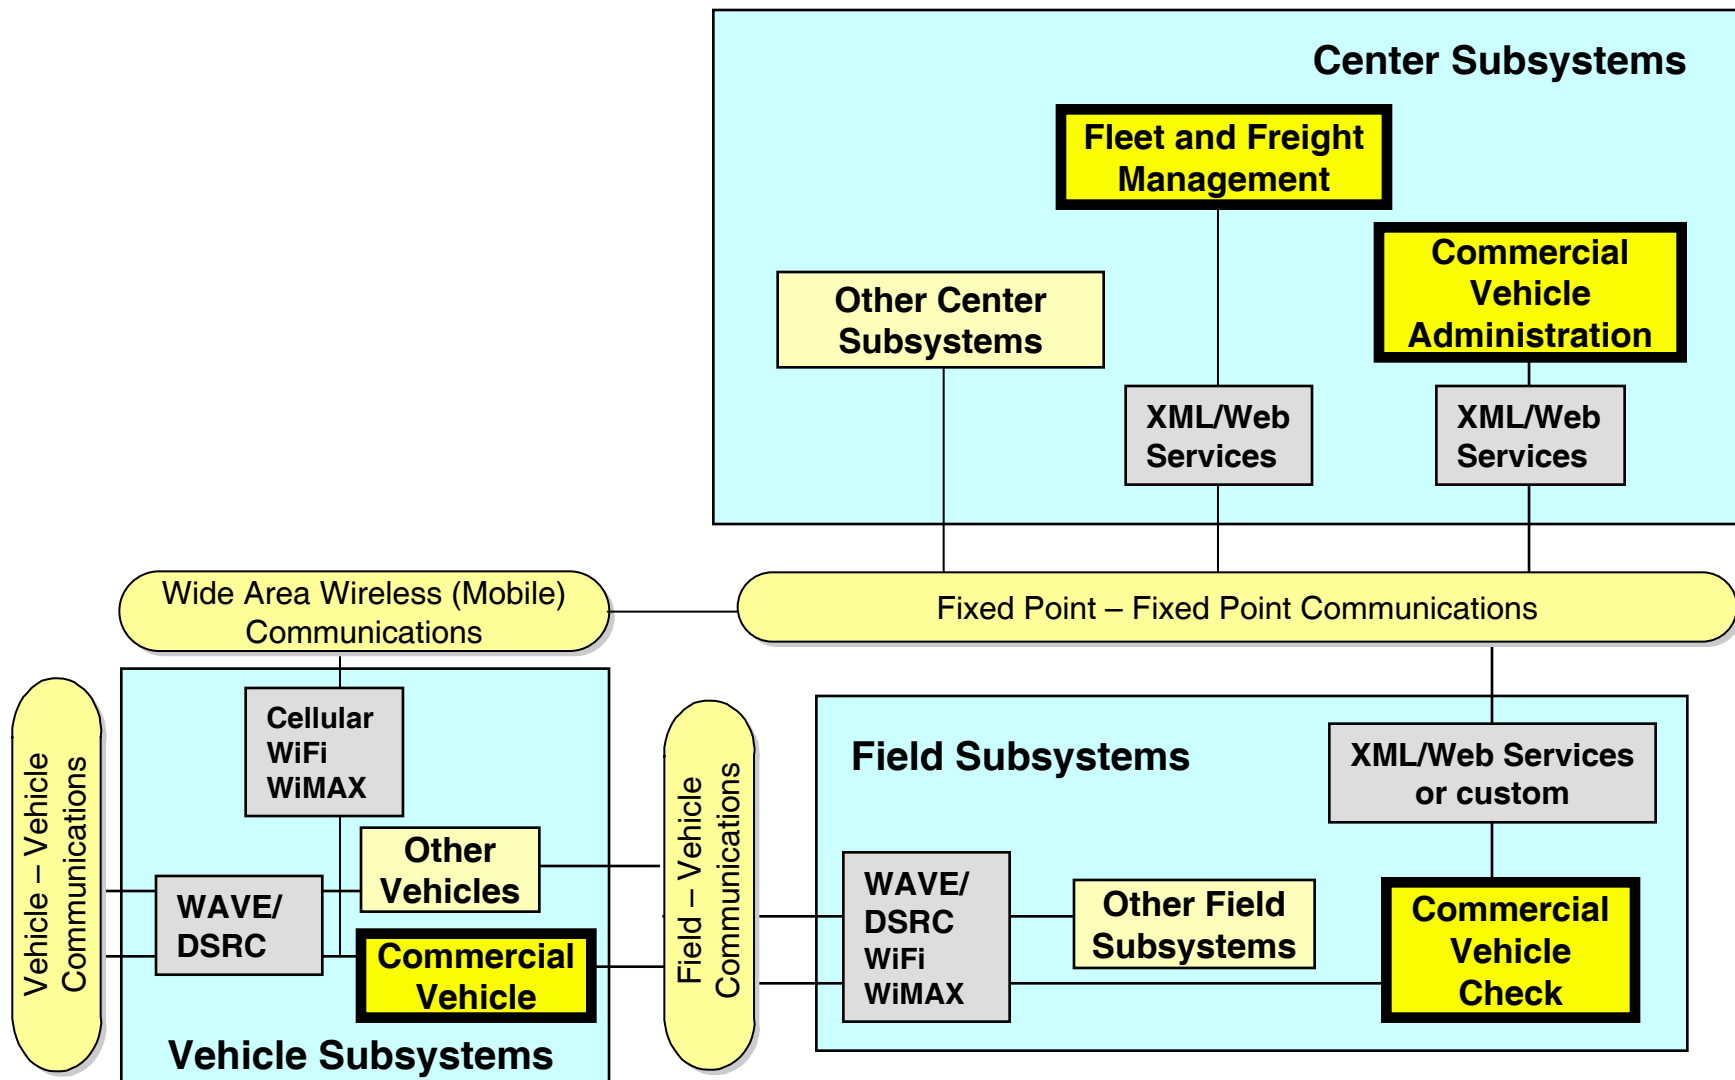 Center Subsystems
Fleet and Freight
Management
Commercial
Vehicle
Administration
Other Center
Subsystems
XML/Web
Services
XML/Web
Services
Wide Area Wireless (Mobile)
Communications
Fixed Point – Fixed Point Communications
Vehicle – Vehicle
Communications
Cellular
WiFi
WiMAX
Other
Vehicles
WAVE/
DSRC
Commercial
Vehicle
Vehicle Subsystems
Field – Vehicle
Communications
Field Subsystems
XML/Web Services
or custom
WAVE/
DSRC
WiFi
WiMAX
Other Field
Subsystems
Commercial
Vehicle
Check